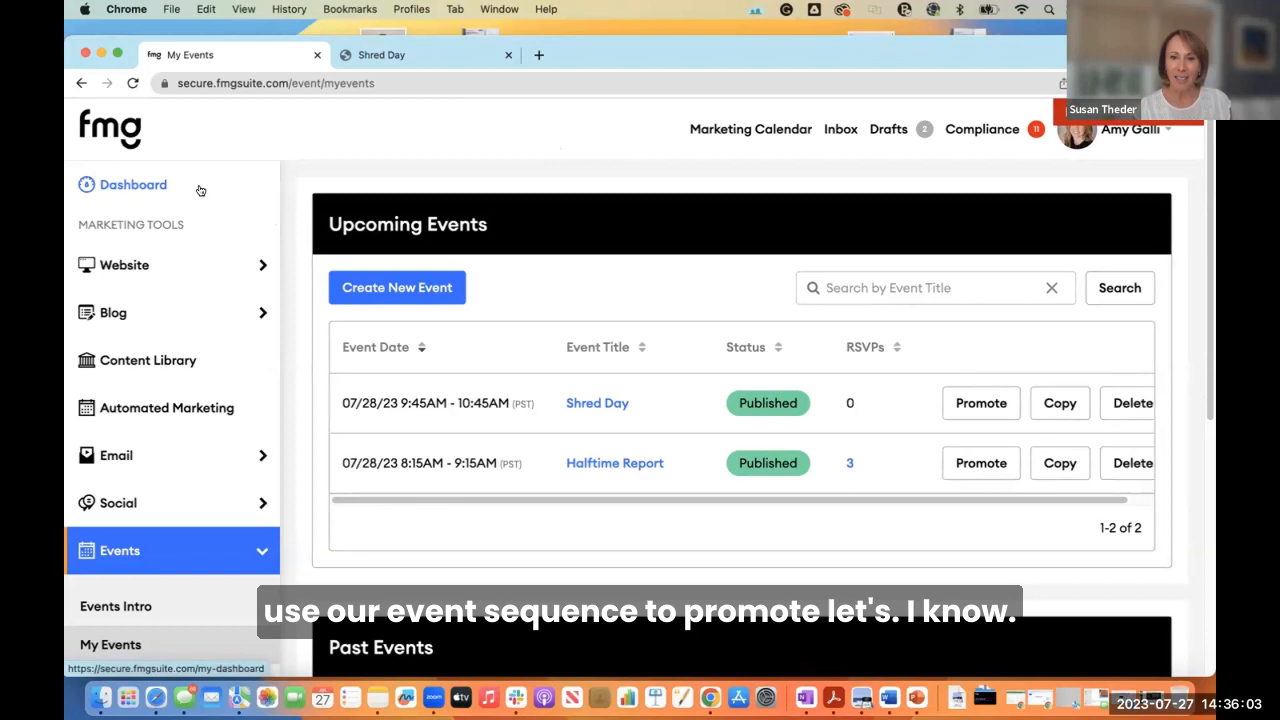 Chrome File Edit View History Bookmarks Profiles Tab Window Help
fmg My Events
Shred Day
secure.fmgsuite.com/event/myevents
Susan Theder
fmg
Marketing Calendar Inbox Drafts 2 Compliance 11 Amy Galli
Dashboard
MARKETING TOOLS
Website
Blog
Content Library
Automated Marketing
Email
Social
Events
Events Intro
My Events
https://secure.fmgsuite.com/my-dashboard
Upcoming Events
Create New Event
Search by Event Title
Search
Event Date Event Title Status RSVPs
07/28/23 9:45AM - 10:45AM (PST) Shred Day Published 0 Promote Copy Delete
07/28/23 8:15AM - 9:15AM (PST) Halftime Report Published 3 Promote Copy Delete
1-2 of 2
use our event sequence to promote let's. I know.
Past Events
27
zoom
tv
2023-07-27 14:36:03